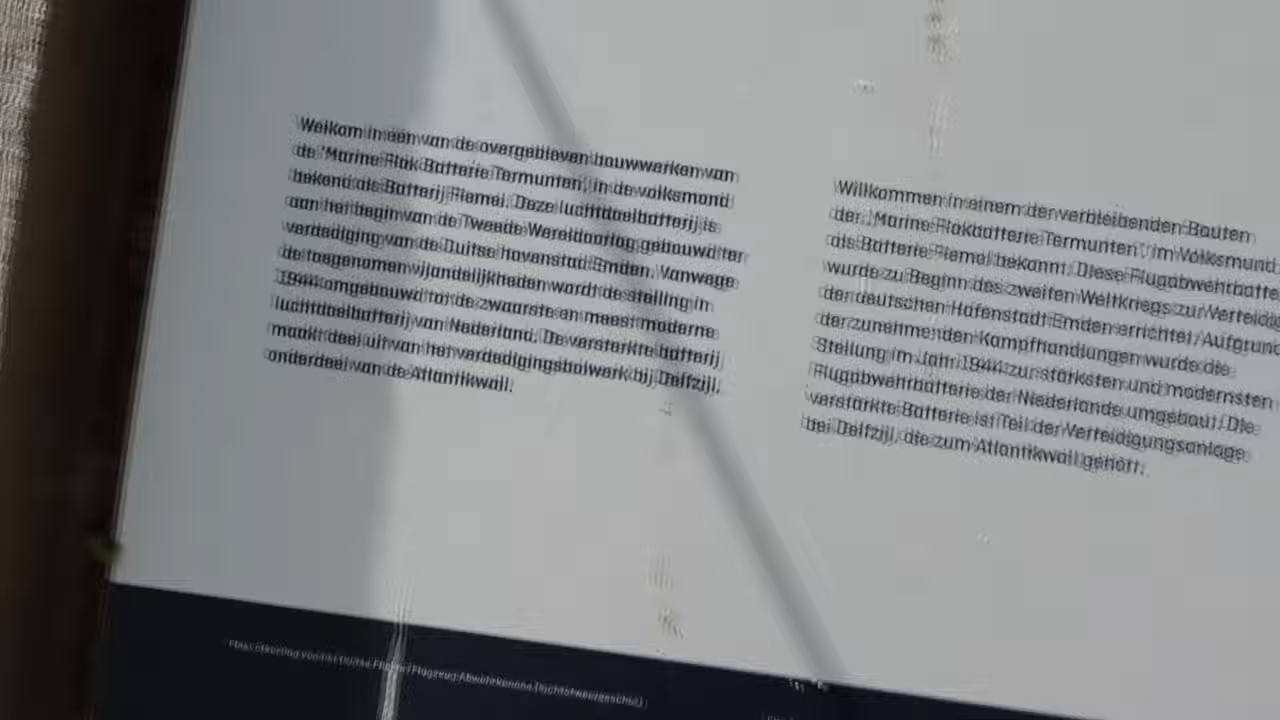 Welkom in één van de overgebleven bouwwerken van
de 'Marine Flak Batterie Termunten', in de volksmond
bekend als Batterij Fiemel. Deze luchtdoelbatterij is
aan het begin van de Tweede Wereldoorlog gebouwd ter
verdediging van de Duitse havenstad Emden. Vanwege
de toegenomen vijandelijkheden wordt de stelling in
1944 omgebouwd tot de zwaarste en meest moderne
luchtdoelbatterij van Nederland. De versterkte batterij
maakt deel uit van het verdedigingsbolwerk bij Delfzijl,
onderdeel van de Atlantikwall.
Willkommen in einem der verbleibenden Bauten
der „Marine Flakbatterie Termunten", im Volksmund
als Batterie Fiemel bekannt. Diese Flugabwehrbatte
wurde zu Beginn des zweiten Weltkriegs zur Verteidig
der deutschen Hafenstadt Emden errichtet. Aufgrund
der zunehmenden Kampfhandlungen wurde die
Stellung im Jahr 1944 zur stärksten und modernsten
Flugabwehrbatterie der Niederlande umgebaut. Die
verstärkte Batterie ist Teil der Verteidigungsanlage
bei Delfzijl, die zum Atlantikwall gehört.